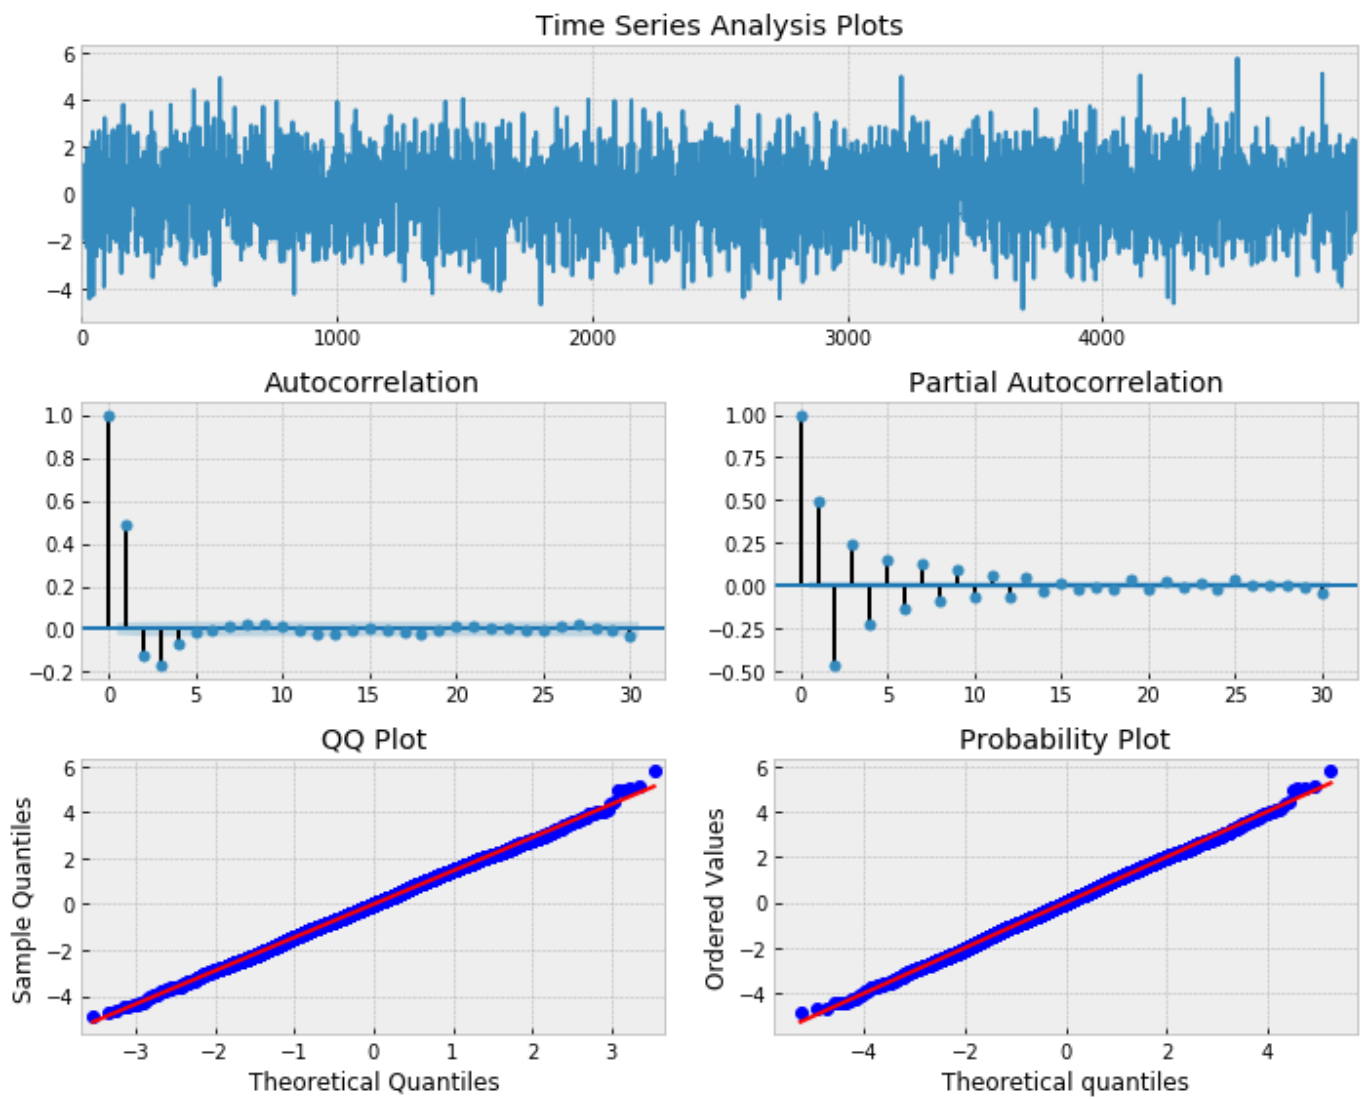 Time Series Analysis Plots
6
4
2
0
−2
−4
0 1000 2000 3000 4000
Autocorrelation
1.0
0.8
0.6
0.4
0.2
0.0
−0.2
0 5 10 15 20 25 30
Partial Autocorrelation
1.00
0.75
0.50
0.25
0.00
−0.25
−0.50
0 5 10 15 20 25 30
QQ Plot
Sample Quantiles
6
4
2
0
−2
−4
−3 −2 −1 0 1 2 3
Theoretical Quantiles
Probability Plot
Ordered Values
6
4
2
0
−2
−4
−4 −2 0 2 4
Theoretical quantiles